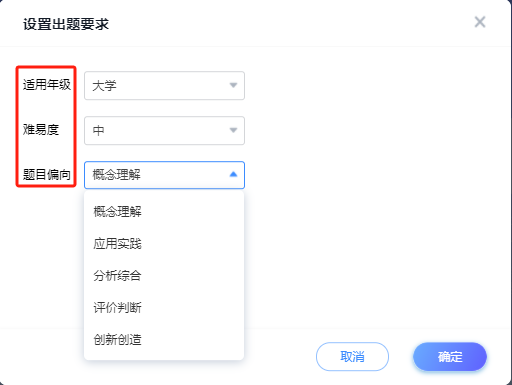 设置出题要求
适用年级 大学
难易度 中
题目偏向 概念理解
概念理解
应用实践
分析综合
评价判断
创新创造
取消 确定